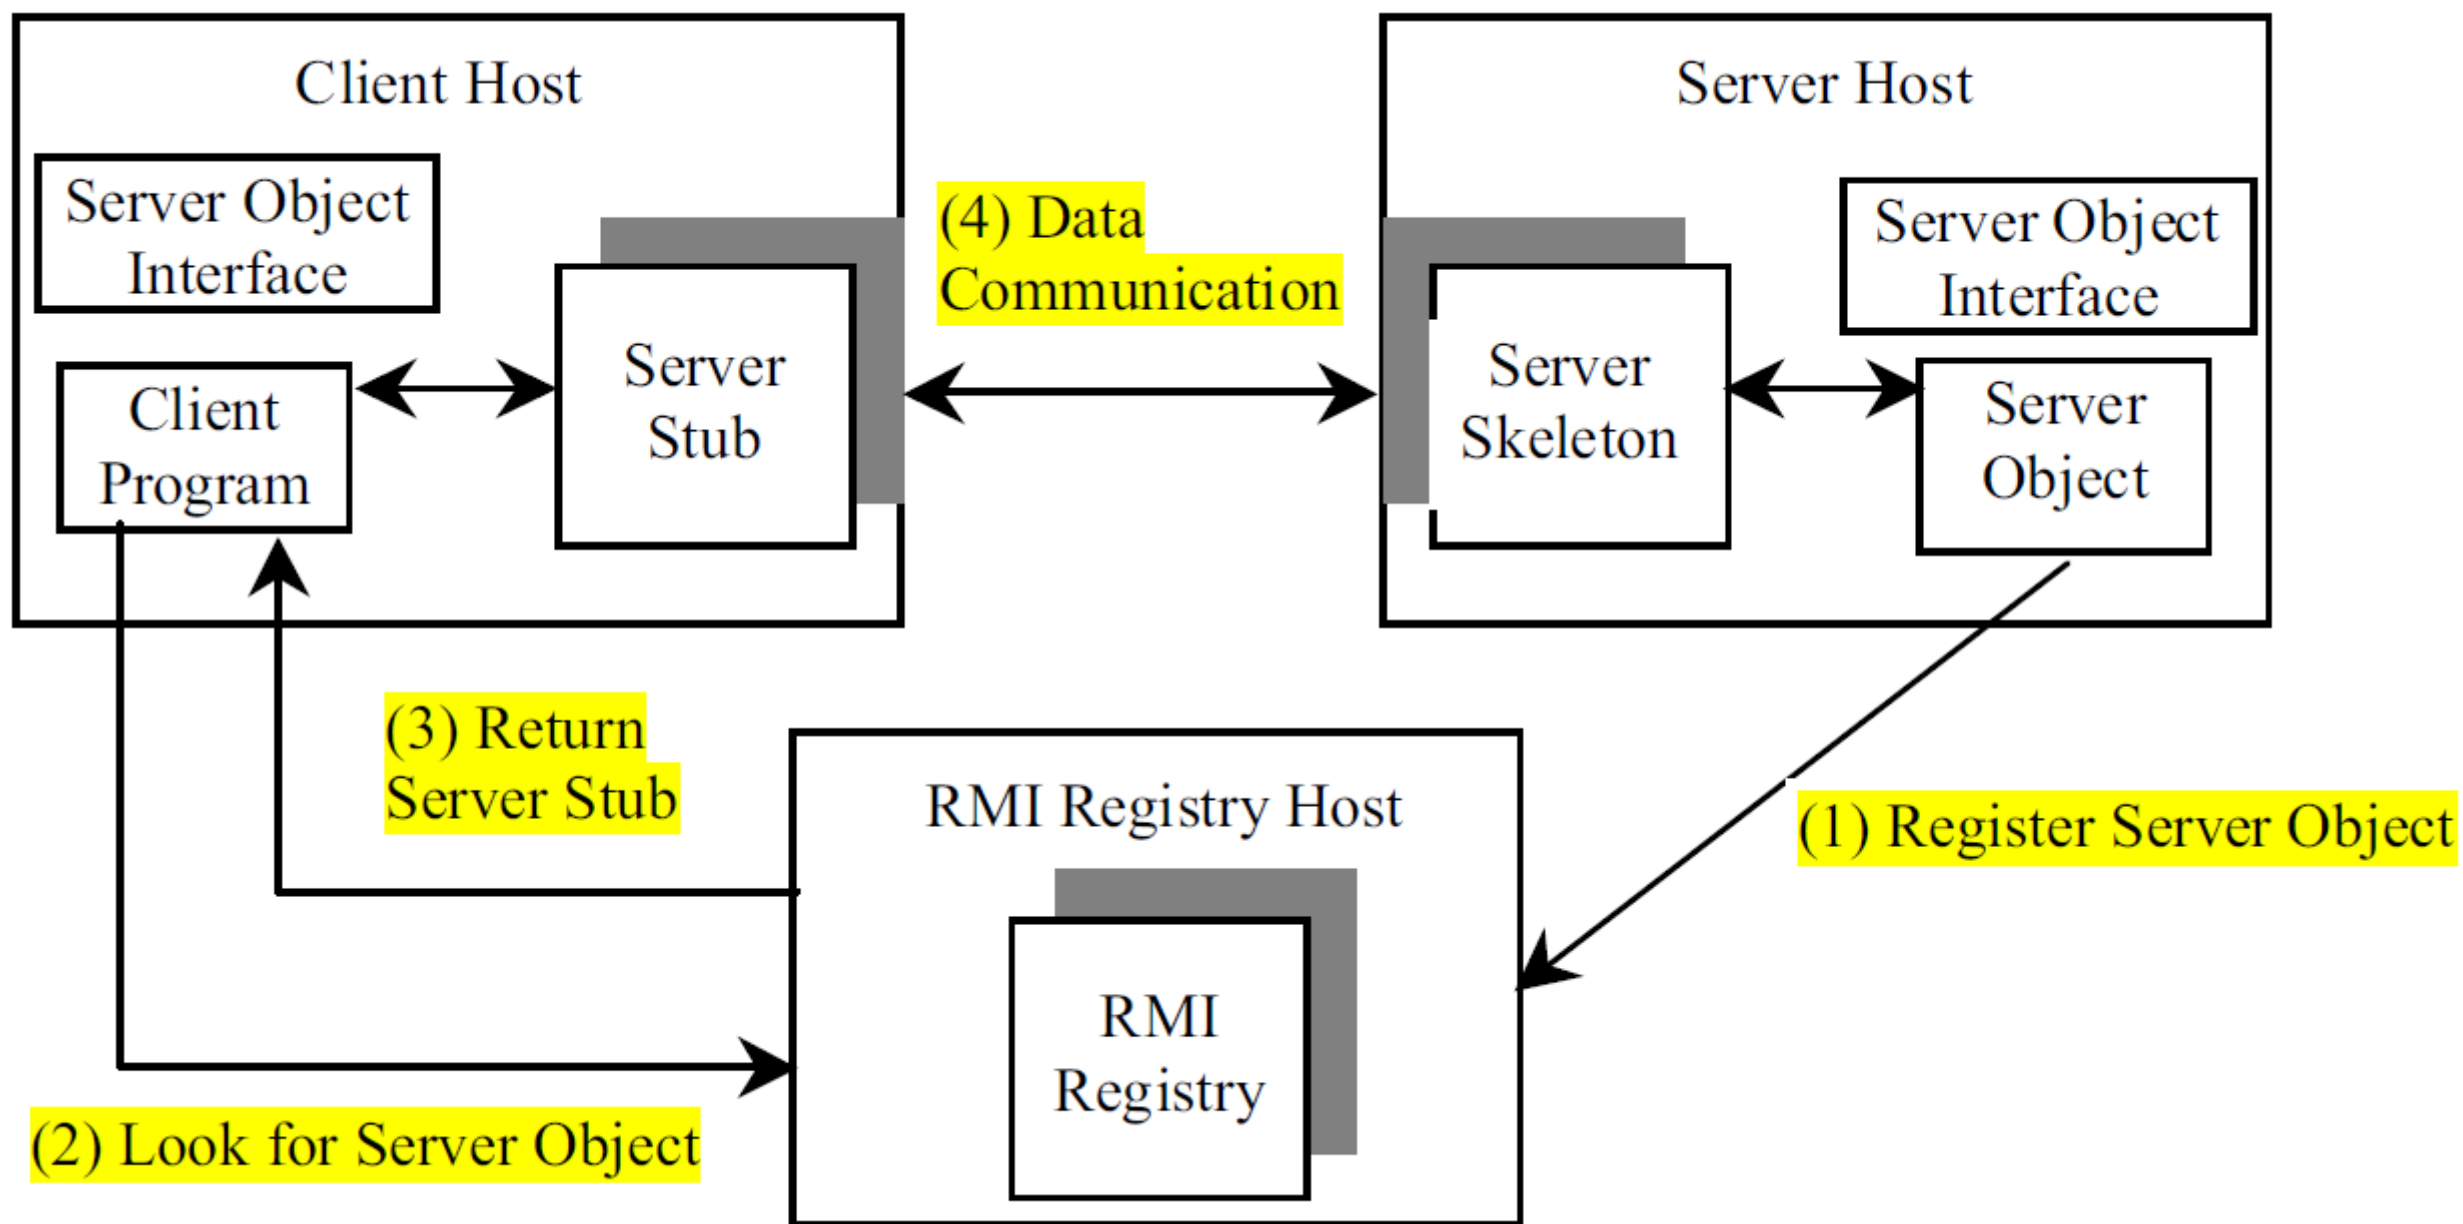 Client Host
Server Object
Interface
Client
Program
Server
Stub
(4) Data
Communication
Server Host
Server Object
Interface
Server
Skeleton
Server
Object
(3) Return
Server Stub
RMI Registry Host
RMI
Registry
(1) Register Server Object
(2) Look for Server Object